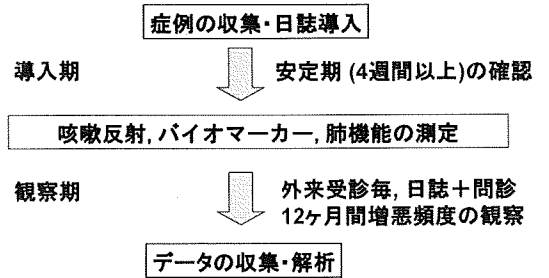 症例の収集・日誌導入
導入期
安定期 (4週間以上)の確認
咳嗽反射, バイオマーカー, 肺機能の測定
観察期
外来受診毎, 日誌＋問診
12ヶ月間増悪頻度の観察
データの収集・解析